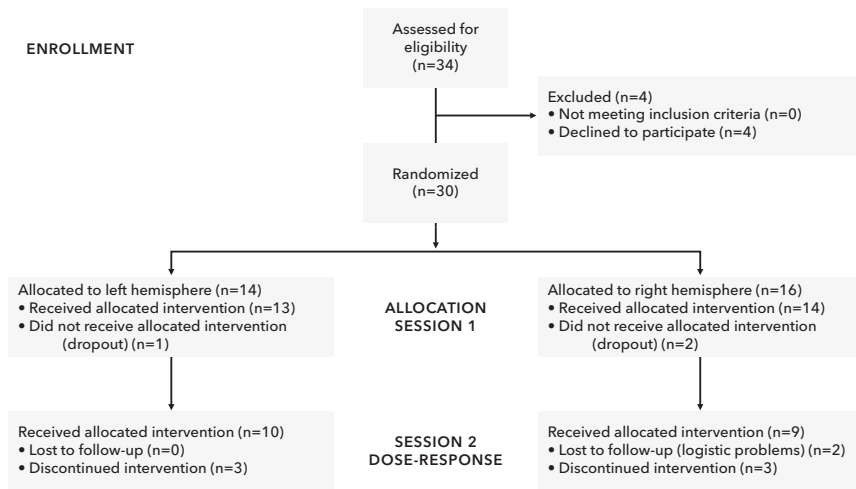 ENROLLMENT
Assessed for
eligibility
(n=34)
Excluded (n=4)
• Not meeting inclusion criteria (n=0)
• Declined to participate (n=4)
Randomized
(n=30)
Allocated to left hemisphere (n=14)
• Received allocated intervention (n=13)
• Did not receive allocated intervention
(dropout) (n=1)
ALLOCATION
SESSION 1
Allocated to right hemisphere (n=16)
• Received allocated intervention (n=14)
• Did not receive allocated intervention
(dropout) (n=2)
Received allocated intervention (n=10)
• Lost to follow-up (n=0)
• Discontinued intervention (n=3)
SESSION 2
DOSE-RESPONSE
Received allocated intervention (n=9)
• Lost to follow-up (logistic problems) (n=2)
• Discontinued intervention (n=3)